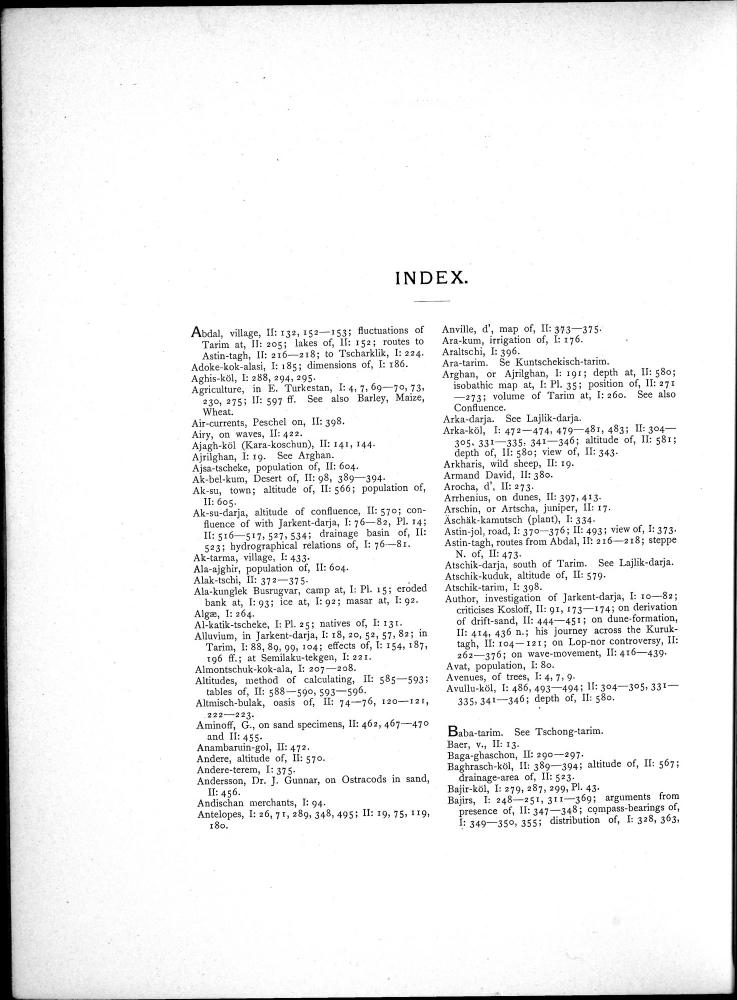 INDEX.
Abdal, village, II: 132, 152—153; fluctuations of
Tarim at, II: 205; lakes of, II: 152; routes to
Astin-tagh, II: 216—218; to Tscharklik, I: 224.
Adoke-kok-alasi, I: 185; dimensions of, I: 186.
Aghis-köl, I: 288, 294, 295.
Agriculture, in E. Turkestan, I: 4, 7, 69—70, 73,
230, 275; II: 597 ff. See also Barley, Maize,
Wheat.
Air-currents, Peschel on, II: 398.
Airy, on waves, II: 422.
Ajagh-köl (Kara-koschun), II: 141, 144.
Ajrilghan, I: 19. See Arghan.
Ajsa-tscheke, population of, II: 604.
Ak-bel-kum, Desert of, II: 98, 389—394.
Ak-su, town; altitude of, II: 566; population of,
II: 605.
Ak-su-darja, altitude of confluence, II: 570; con-
fluence of with Jarkent-darja, I: 76—82, Pl. 14;
II: 516—517, 527, 534; drainage basin of, II:
523; hydrographical relations of, I: 76—81.
Ak-tarma, village, I: 433.
Ala-ajghir, population of, II: 604.
Alak-tschi, II: 372—375.
Ala-kunglek Busrugvar, camp at, I: Pl. 15; eroded
bank at, I: 93; ice at, I: 92; masar at, I: 92.
Algæ, I: 264.
Al-katik-tscheke, I: Pl. 25; natives of, I: 131.
Alluvium, in Jarkent-darja, I: 18, 20, 52, 57, 82; in
Tarim, I: 88, 89, 99, 104; effects of, I: 154, 187,
196 ff.; at Semilaku-tekgen, I: 221.
Almontschuk-kok-ala, I: 207—208.
Altitudes, method of calculating, II: 585—593;
tables of, II: 588—590, 593—596.
Altmisch-bulak, oasis of, II: 74—76, 120—121,
222—223.
Aminoff, G., on sand specimens, II: 462, 467—470
and II: 455.
Anambaruin-gol, II: 472.
Andere, altitude of, II: 570.
Andere-terem, I: 375.
Andersson, Dr. J. Gunnar, on Ostracods in sand,
II: 456.
Andischan merchants, I: 94.
Antelopes, I: 26, 71, 289, 348, 495; II: 19, 75, 119,
180.
Anville, d', map of, II: 373—375.
Ara-kum, irrigation of, I: 176.
Araltschi, I: 396.
Ara-tarim. Se Kuntschekisch-tarim.
Arghan, or Ajrilghan, I: 191; depth at, II: 580;
isobathic map at, I: Pl. 35; position of, II: 271
—273; volume of Tarim at, I: 260. See also
Confluence.
Arka-darja. See Lajlik-darja.
Arka-köl, I: 472—474, 479—481, 483; II: 304—
305, 331—335, 341—346; altitude of, II: 581;
depth of, II: 580; view of, II: 343.
Arkharis, wild sheep, II: 19.
Armand David, II: 380.
Arocha, d', II: 273.
Arrhenius, on dunes, II: 397, 413.
Arschin, or Artscha, juniper, II: 17.
Äschäk-kamutsch (plant), I: 334.
Astin-jol, road, I: 370—376; II: 493; view of, I: 373.
Astin-tagh, routes from Abdal, II: 216—218; steppe
N. of, II: 473.
Atschik-darja, south of Tarim. See Lajlik-darja.
Atschik-kuduk, altitude of, II: 579.
Atschik-tarim, I: 398.
Author, investigation of Jarkent-darja, I: 10—82;
criticises Kosloff, II: 91, 173—174; on derivation
of drift-sand, II: 444—451; on dune-formation,
II: 414, 436 n.; his journey across the Kuruk-
tagh, II: 104—121; on Lop-nor controversy, II:
262—376; on wave-movement, II: 416—439.
Avat, population, I: 80.
Avenues, of trees, I: 4, 7, 9.
Avullu-köl, I: 486, 493—494; II: 304—305, 331—
335, 341—346; depth of, II: 580.
Baba-tarim. See Tschong-tarim.
Baer, v., II: 13.
Baga-ghaschon, II: 290—297.
Baghrasch-köl, II: 389—394; altitude of, II: 567;
drainage-area of, II: 523.
Bajir-köl, I: 279, 287, 299, Pl. 43.
Bajirs, I: 248—251, 311—369; arguments from
presence of, II: 347—348; compass-bearings of,
I: 349—350, 355; distribution of, I: 328, 363,